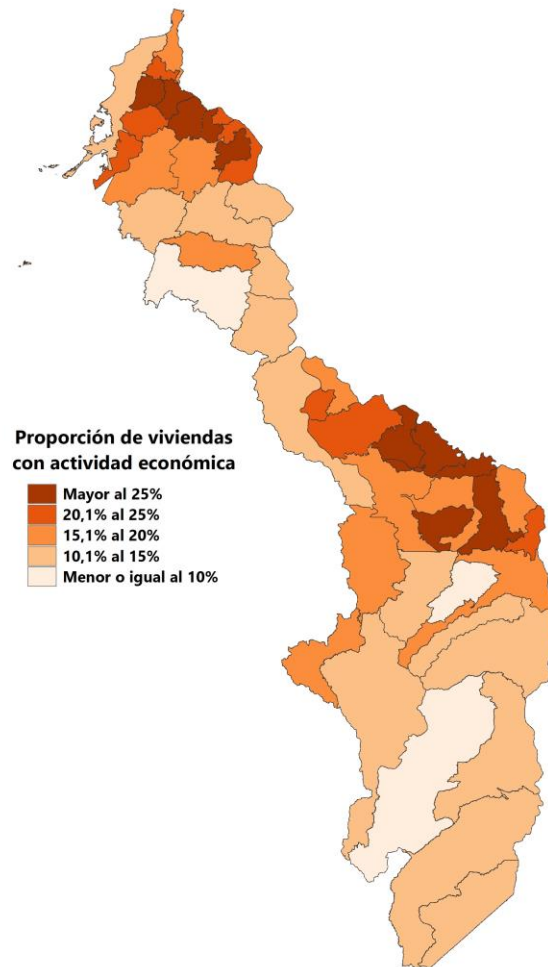 Proporción de viviendas
con actividad económica
Mayor al 25%
20,1% al 25%
15,1% al 20%
10,1% al 15%
Menor o igual al 10%